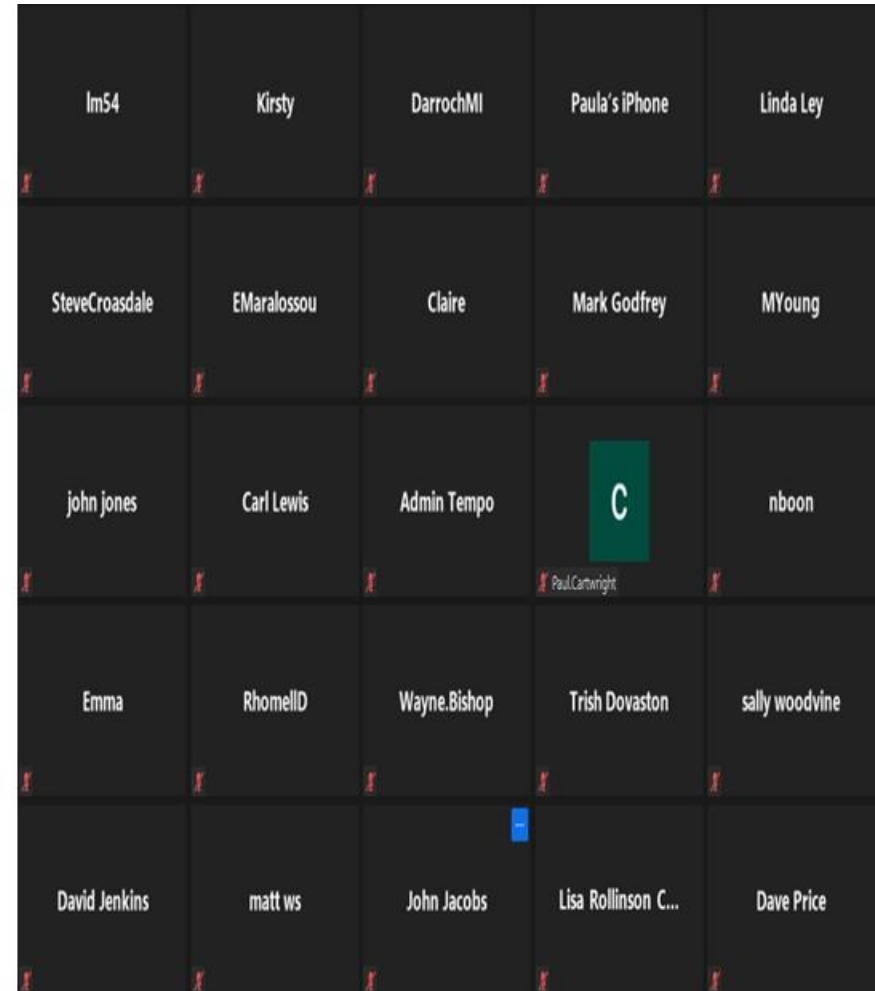 lm54
Kirsty
DarrochMI
Paula's iPhone
Linda Ley
SteveCroasdale
EMaralossou
Claire
Mark Godfrey
MYoung
john jones
Carl Lewis
Admin Tempo
C
Paul.Cartwright
nboon
Emma
RhomellD
Wayne.Bishop
Trish Dovaston
sally woodvine
...
David Jenkins
matt ws
John Jacobs
Lisa Rollinson C...
Dave Price